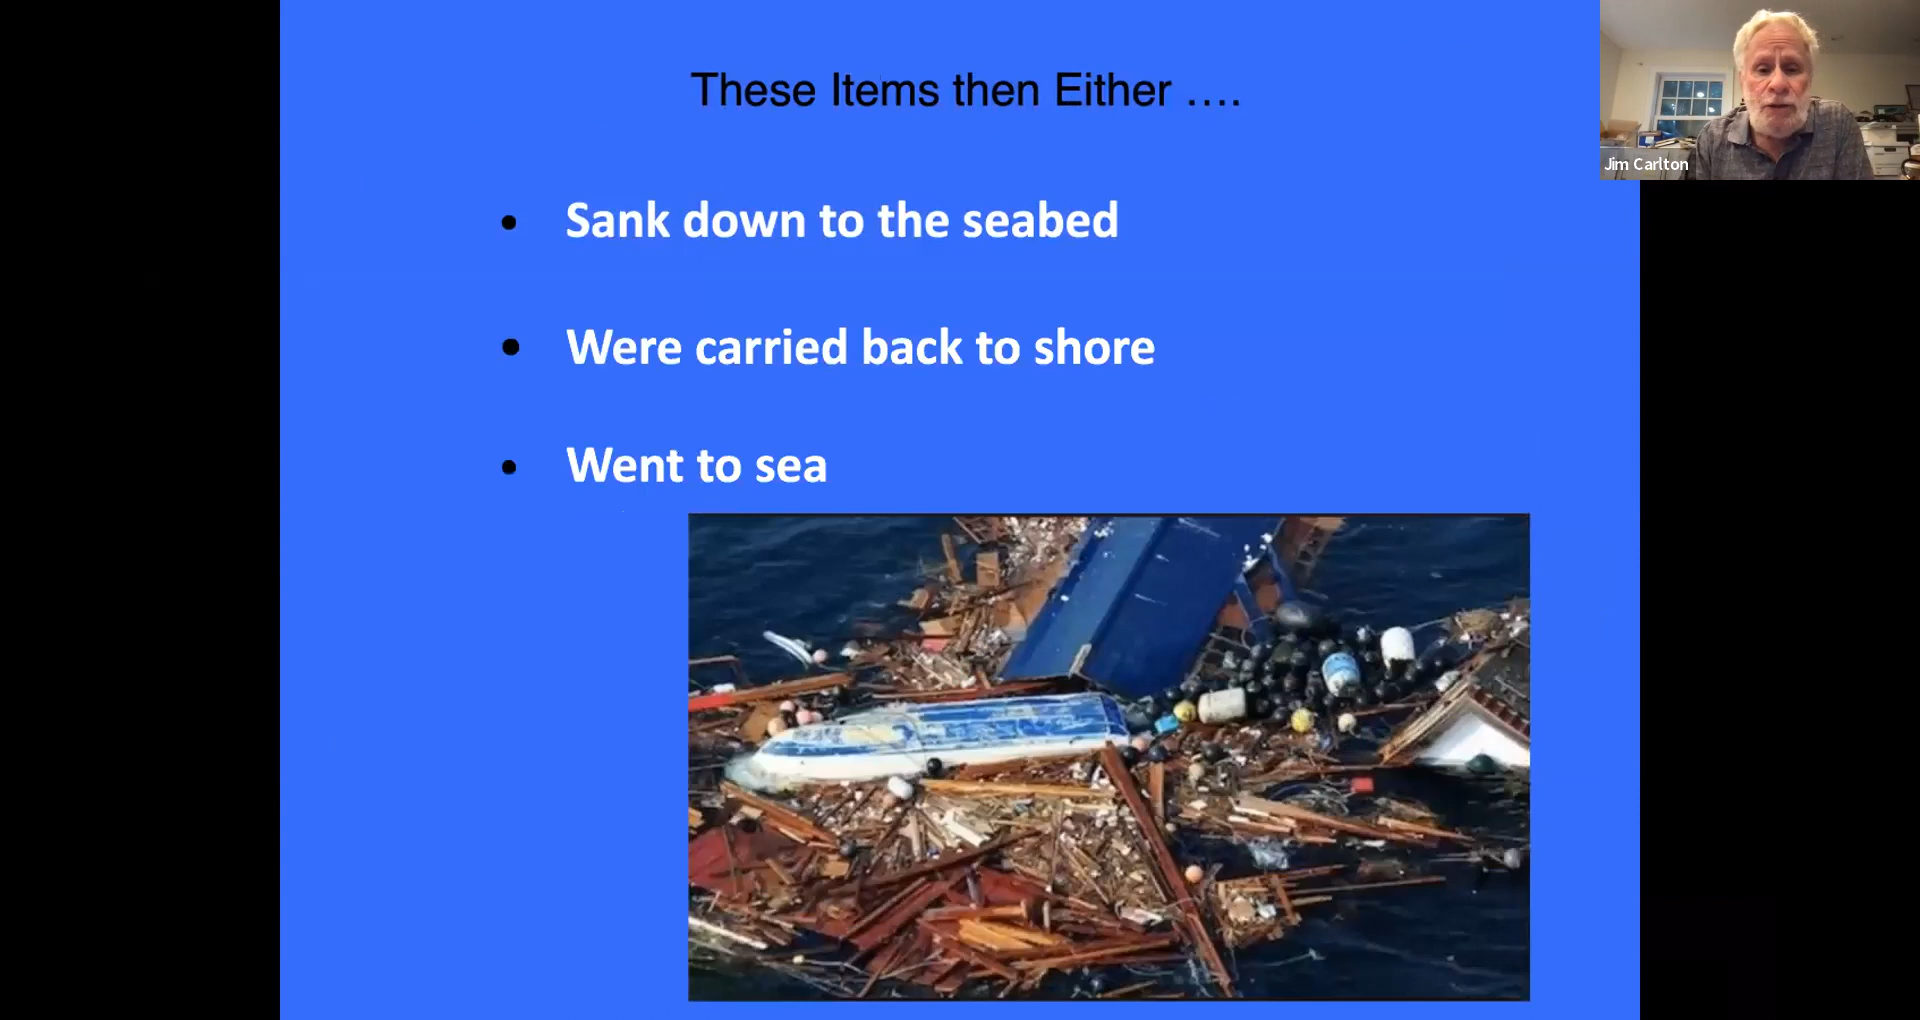 These Items then Either ....
Jim Carlton
• Sank down to the seabed
• Were carried back to shore
• Went to sea